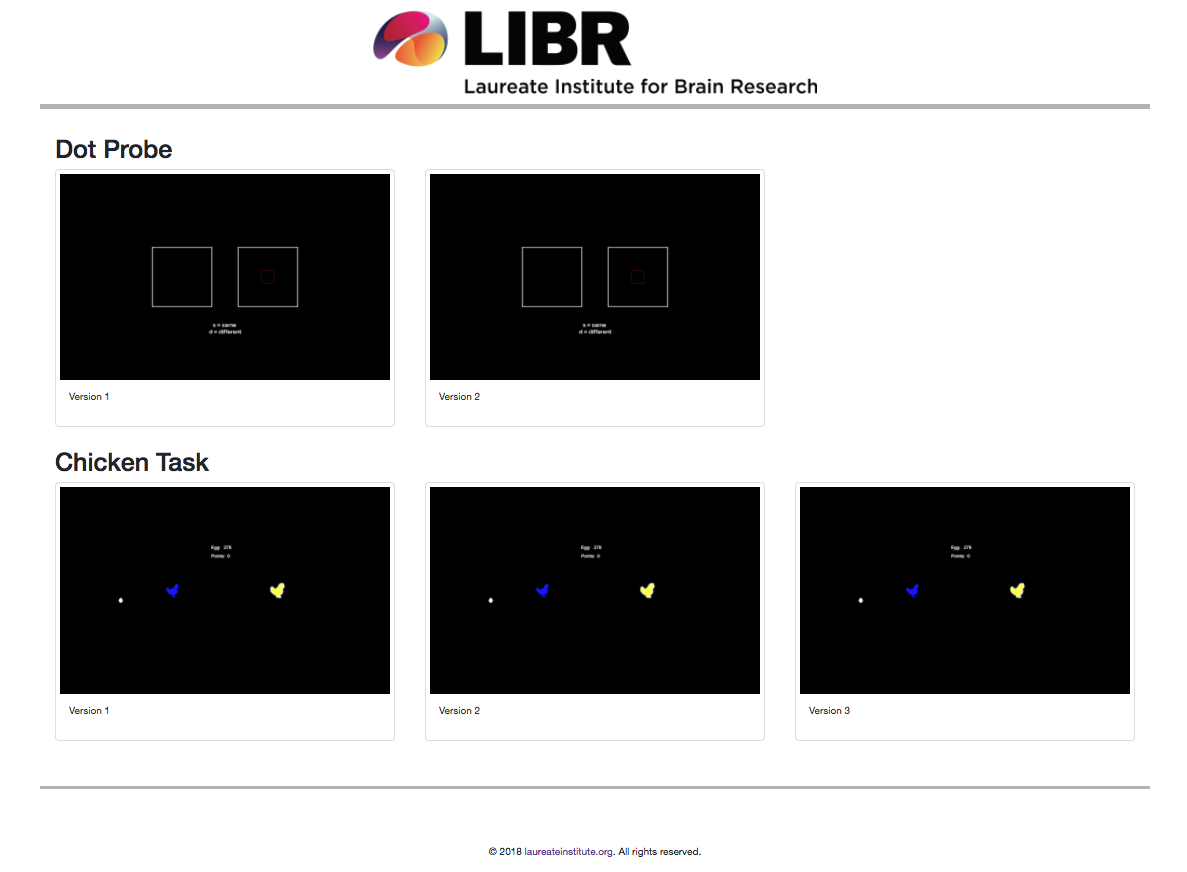 LIBR
Laureate Institute for Brain Research
Dot Probe
s = same
d = different
s = same
d = different
Version 1
Version 2
Chicken Task
Egg: 278
Points: 0
Egg: 278
Points: 0
Egg: 278
Points: 0
Version 1
Version 2
Version 3
© 2018 laureateinstitute.org. All rights reserved.